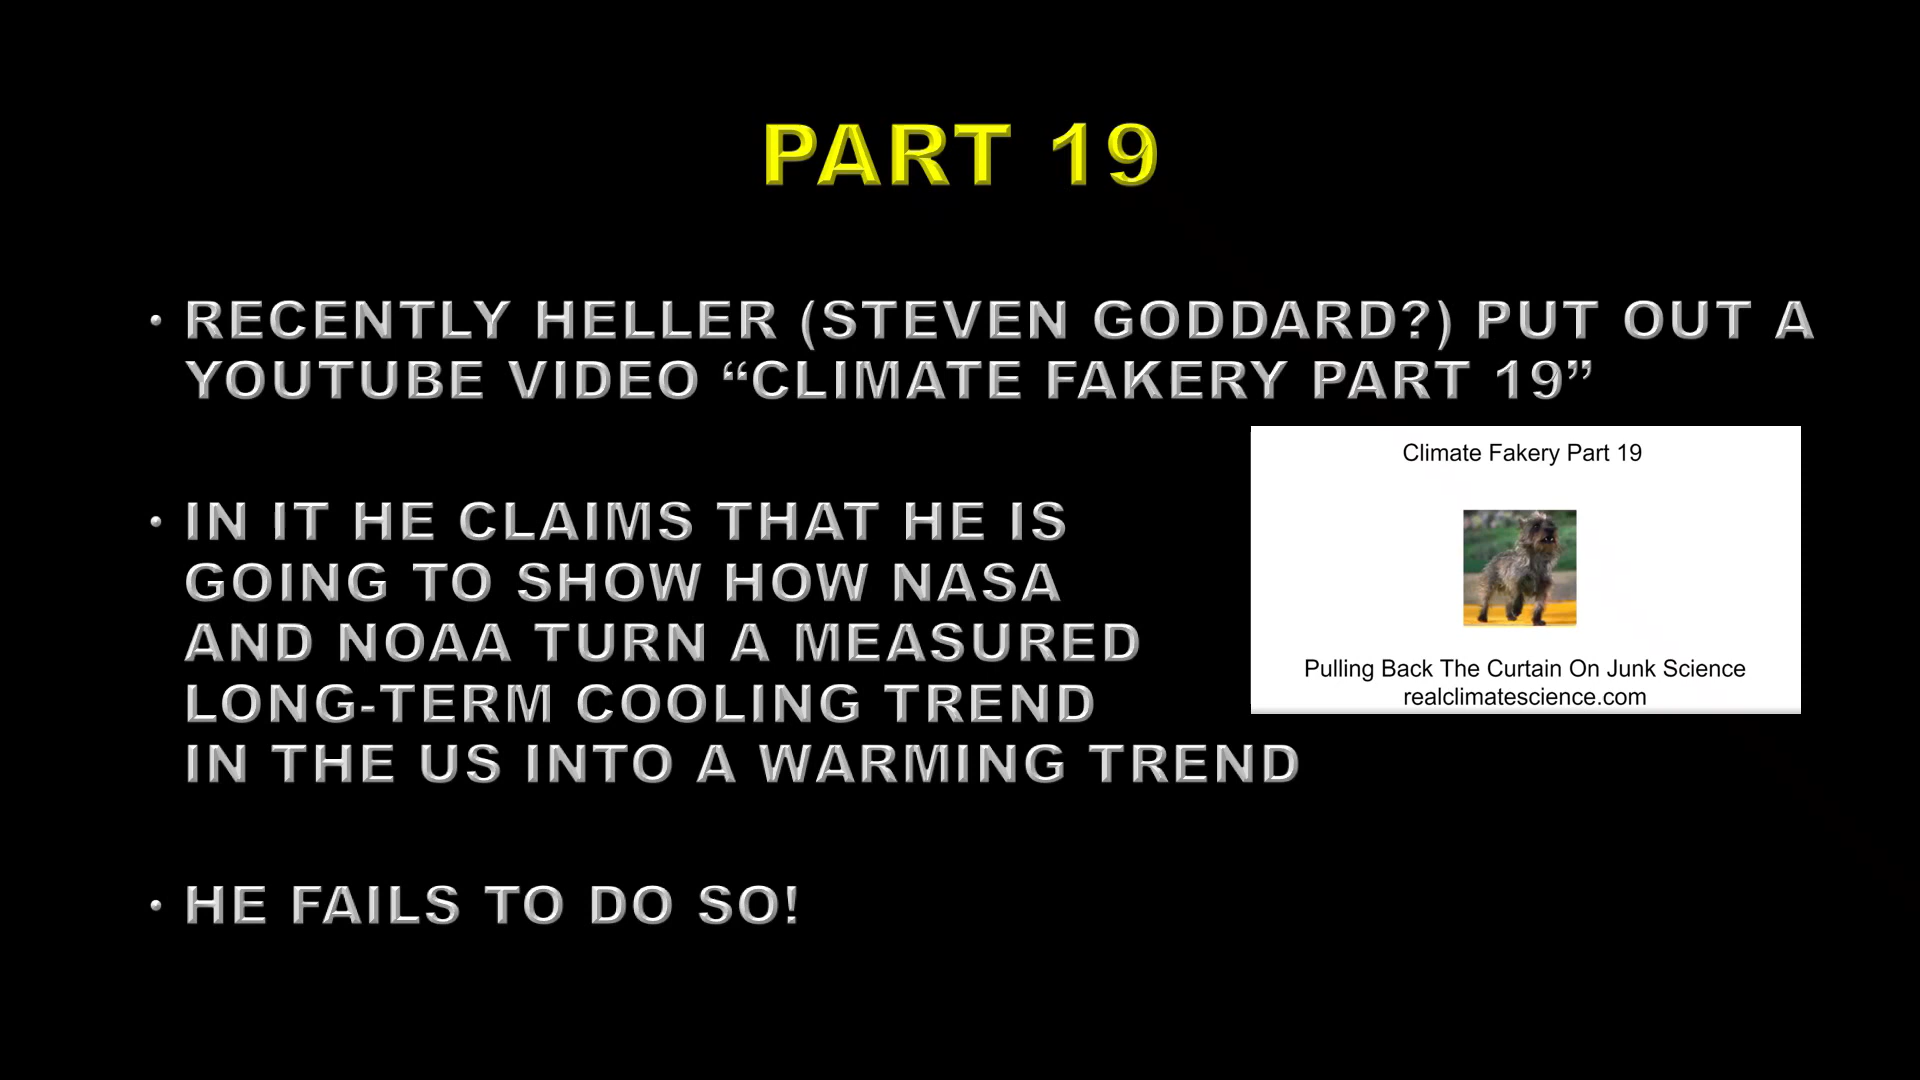 PART 19
• RECENTLY HELLER (STEVEN GODDARD?) PUT OUT A
YOUTUBE VIDEO “CLIMATE FAKERY PART 19”
• IN IT HE CLAIMS THAT HE IS
GOING TO SHOW HOW NASA
AND NOAA TURN A MEASURED
LONG-TERM COOLING TREND
IN THE US INTO A WARMING TREND
• HE FAILS TO DO SO!
Climate Fakery Part 19
Pulling Back The Curtain On Junk Science
realclimatescience.com